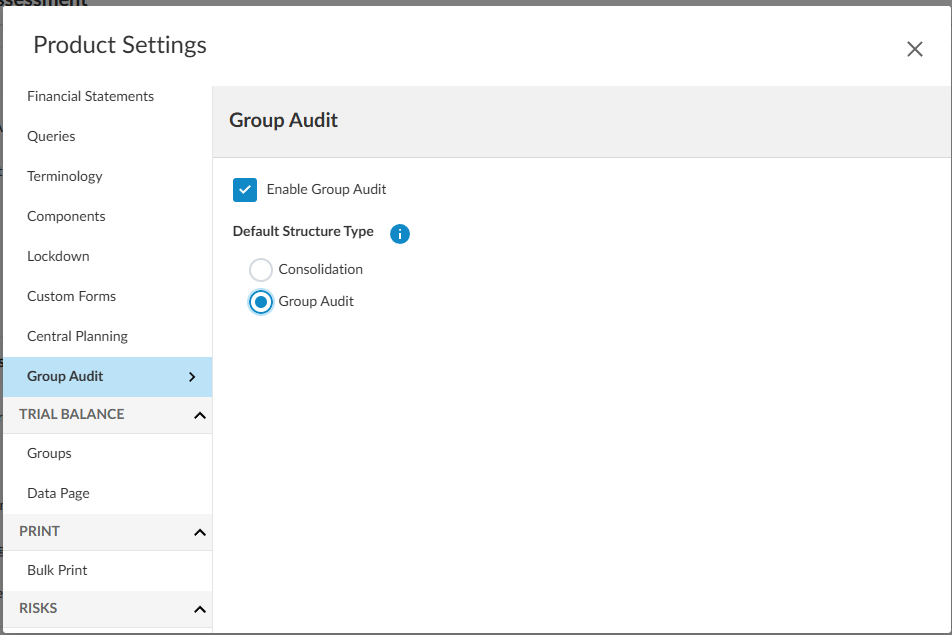 Product Settings
Financial Statements
Queries
Terminology
Components
Lockdown
Custom Forms
Central Planning
Group Audit
TRIAL BALANCE
Groups
Data Page
PRINT
Bulk Print
RISKS
Group Audit
Enable Group Audit
Default Structure Type
Consolidation
Group Audit